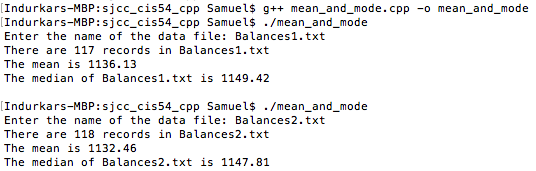 [Indurkars-MBP:sjcc_cis54_cpp Samuel$ g++ mean_and_mode.cpp -o mean_and_mode
[Indurkars-MBP:sjcc_cis54_cpp Samuel$ ./mean_and_mode
Enter the name of the data file: Balances1.txt
There are 117 records in Balances1.txt
The mean is 1136.13
The median of Balances1.txt is 1149.42
[Indurkars-MBP:sjcc_cis54_cpp Samuel$ ./mean_and_mode
Enter the name of the data file: Balances2.txt
There are 118 records in Balances2.txt
The mean is 1132.46
The median of Balances2.txt is 1147.81